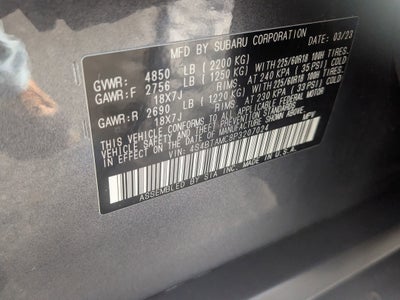 MFD BY SUBARU CORPORATION DATE: 03/23
GVWR: 4850 LB (2200 KG)
GAWR:F 2756 LB (1250 KG) WITH 225/60R18 100H TIRES,
18X7J RIMS, AT 240 KPA (35 PSI) COLD
GAWR:R 2690 LB (1220 KG) WITH 225/60R18 100H TIRES,
18X7J RIMS, AT 230 KPA (33 PSI) COLD
THIS VEHICLE CONFORMS TO ALL APPLICABLE FEDERAL MOTOR
VEHICLE SAFETY AND THEFT PREVENTION STANDARDS
IN EFFECT ON THE DATE OF MANUFACTURE SHOWN ABOVE.
VIN:
ASSEMBLED BY SIA INC. MADE IN U.S.A.